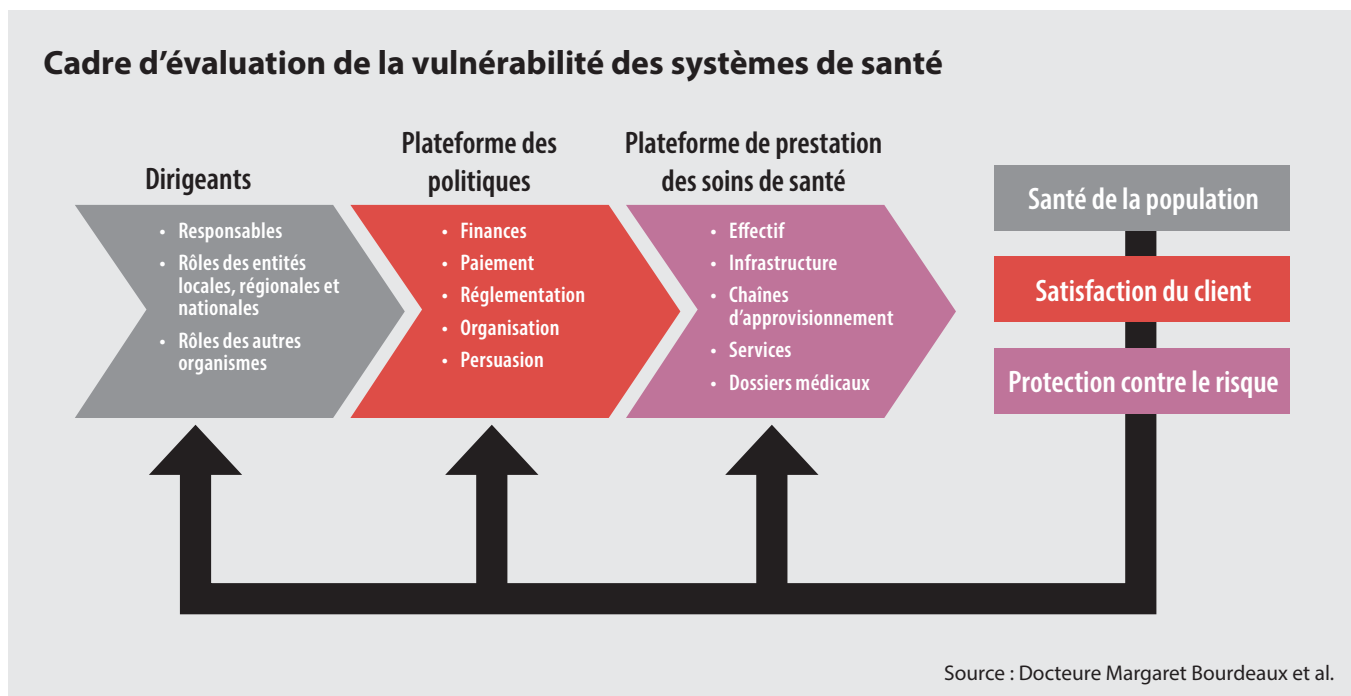 Cadre d’évaluation de la vulnérabilité des systèmes de santé
Dirigeants
• Responsables
• Rôles des entités
locales, régionales et
nationales
• Rôles des autres
organismes
Plateforme des
politiques
• Finances
• Paiement
• Réglementation
• Organisation
• Persuasion
Plateforme de prestation
des soins de santé
• Effectif
• Infrastructure
• Chaînes
d’approvisionnement
• Services
• Dossiers médicaux
Santé de la population
Satisfaction du client
Protection contre le risque
Source : Docteure Margaret Bourdeaux et al.